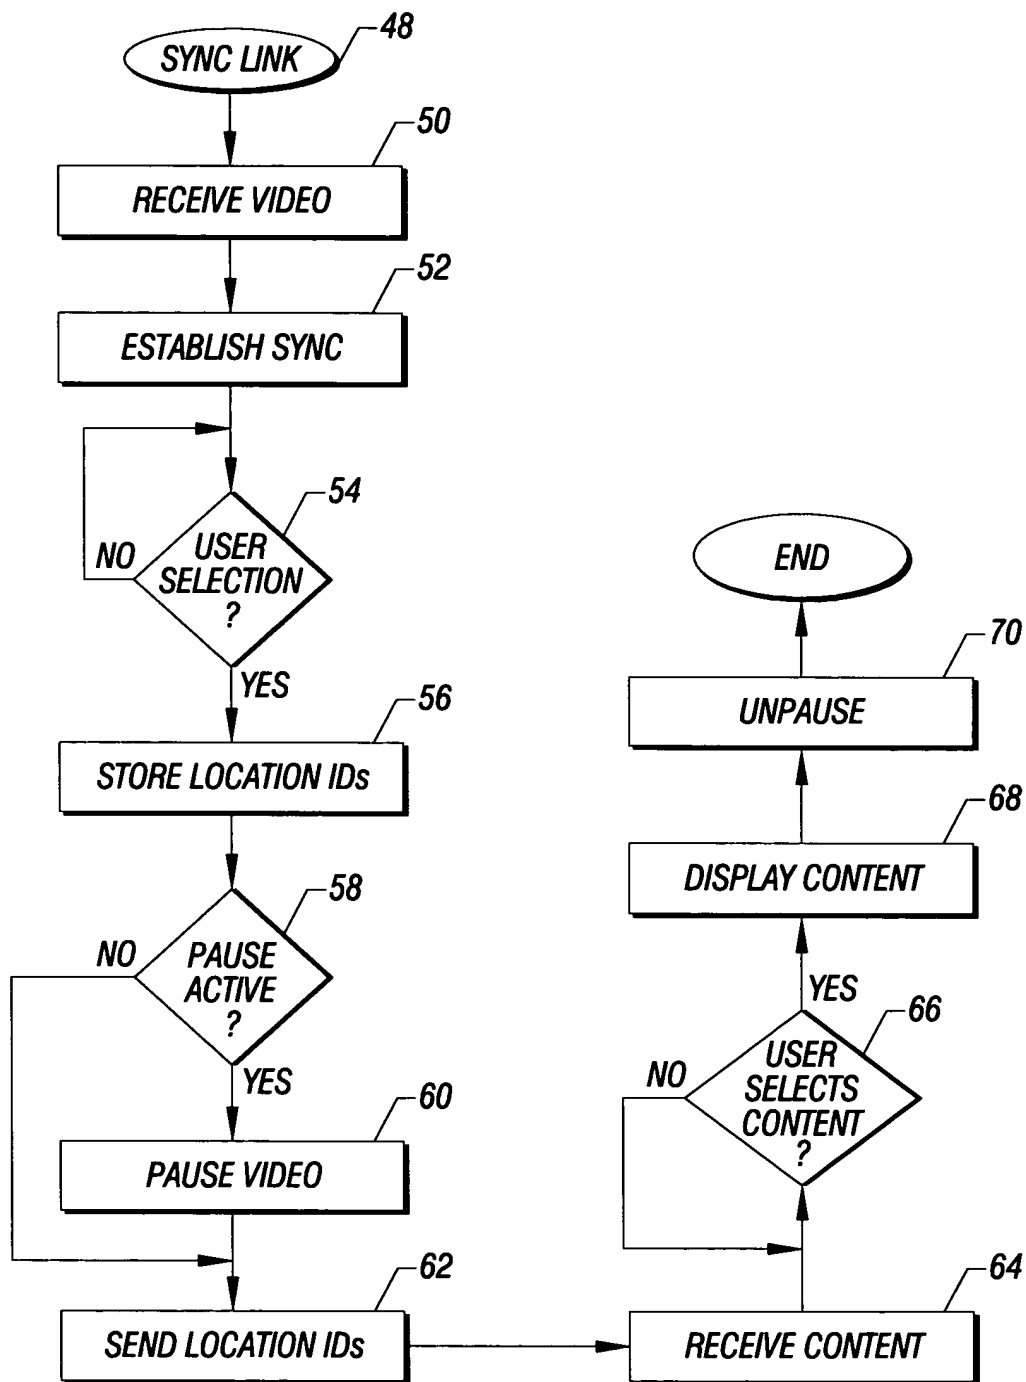 SYNC LINK
48
50
RECEIVE VIDEO
52
ESTABLISH SYNC
54
NO
USER
SELECTION
?
YES
56
STORE LOCATION IDs
58
NO
PAUSE
ACTIVE
?
YES
60
PAUSE VIDEO
62
SEND LOCATION IDs
64
RECEIVE CONTENT
66
NO
USER
SELECTS
CONTENT
?
YES
68
DISPLAY CONTENT
70
UNPAUSE
END